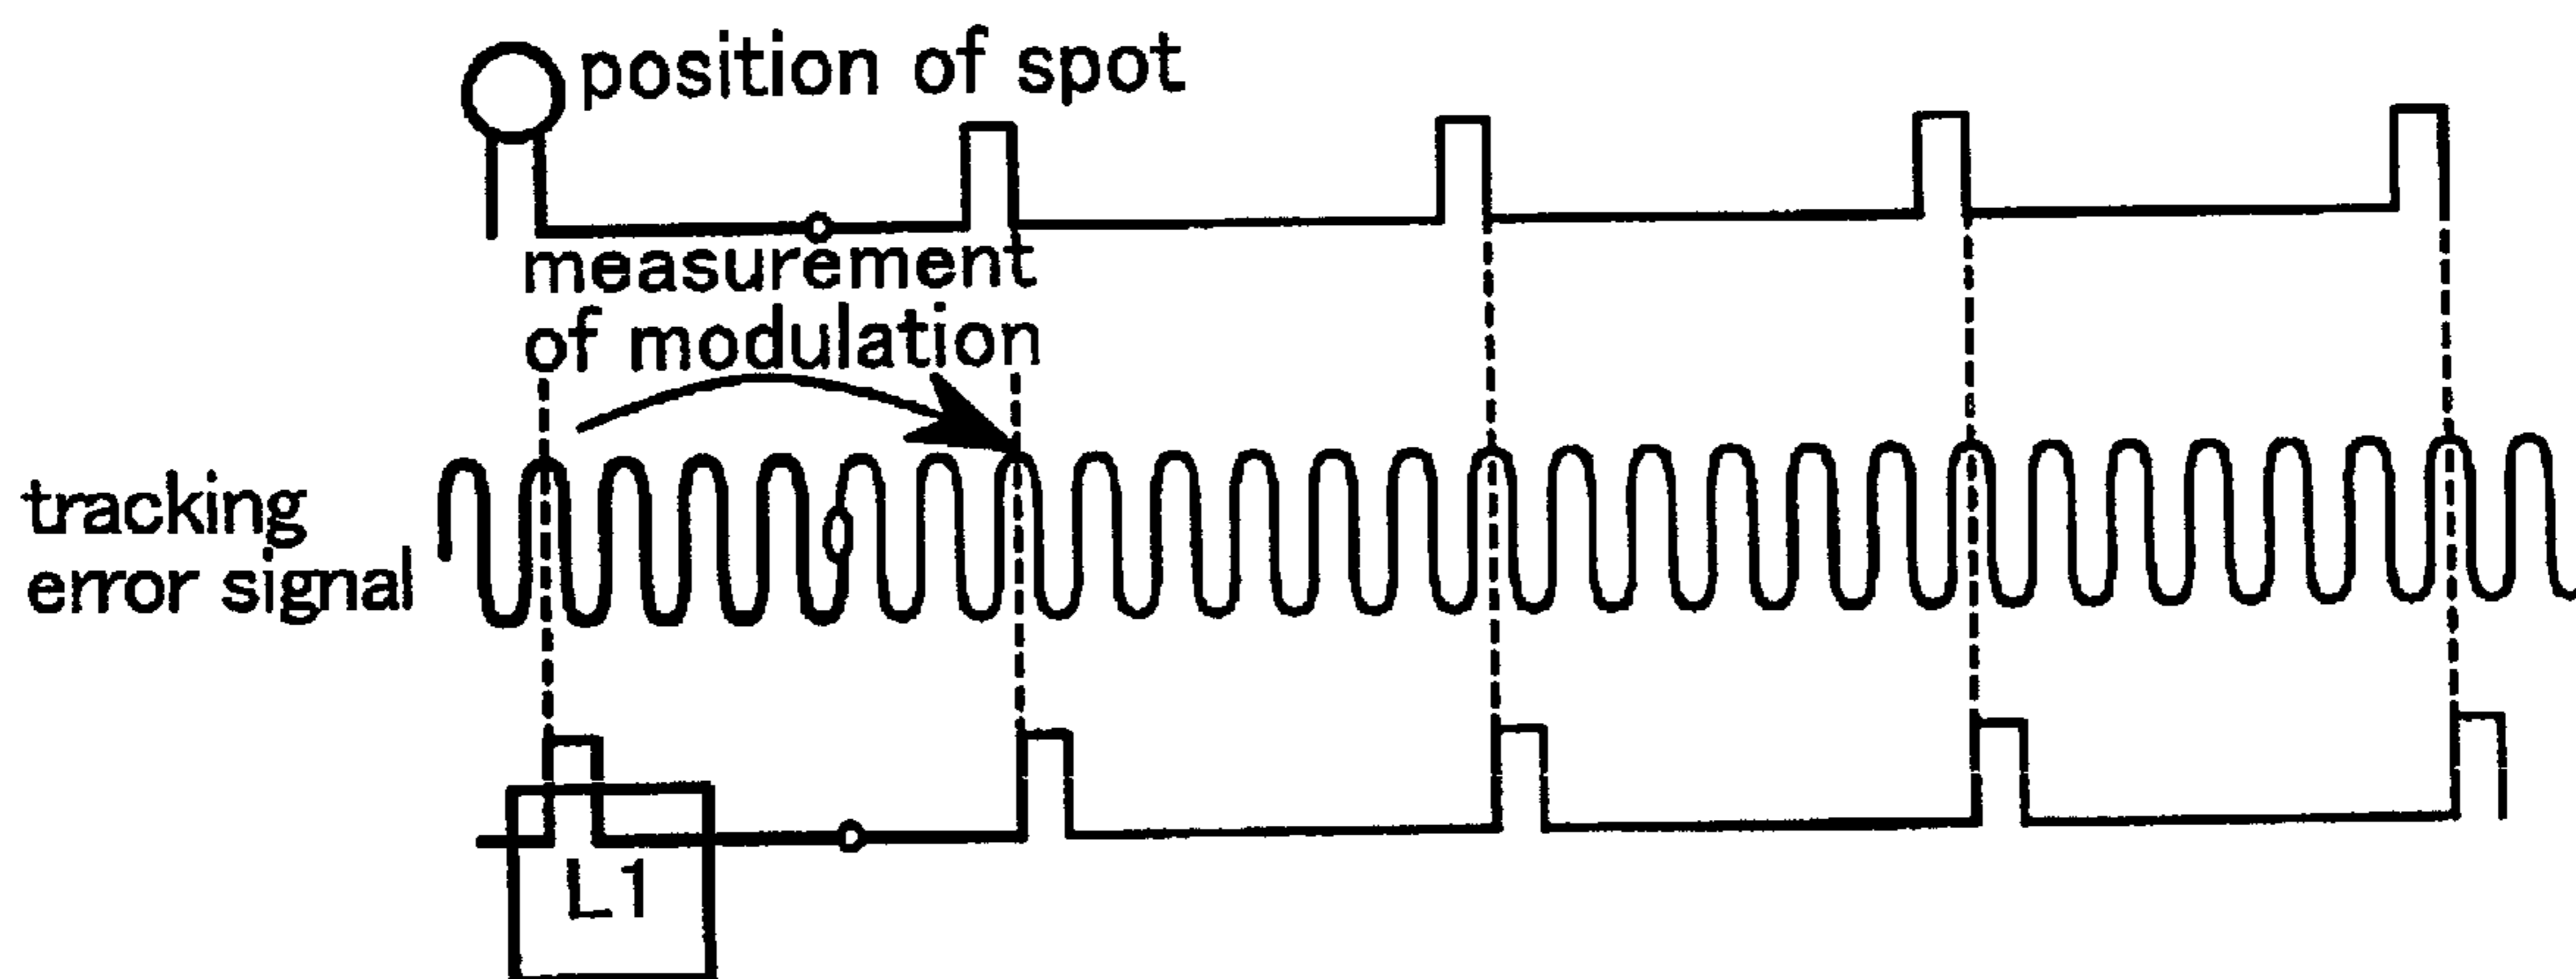 position of spot
measurement
of modulation
tracking
error signal
L1